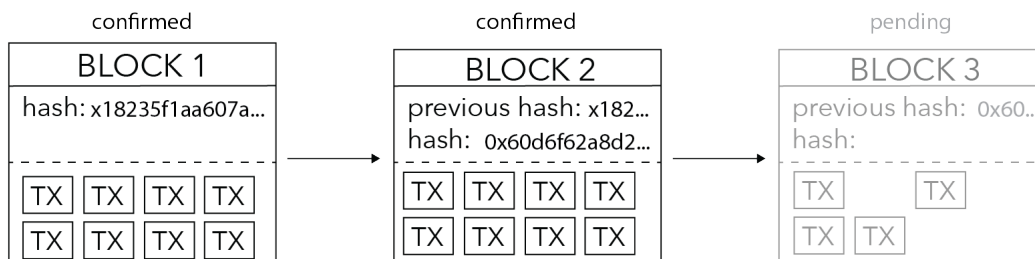 confirmed
BLOCK 1
hash: x18235f1aa607a...
TX TX TX TX
TX TX TX TX
confirmed
BLOCK 2
previous hash: x182...
hash: 0x60d6f62a8d2...
TX TX TX TX
TX TX TX TX
pending
BLOCK 3
previous hash: 0x60..
hash:
TX TX
TX TX